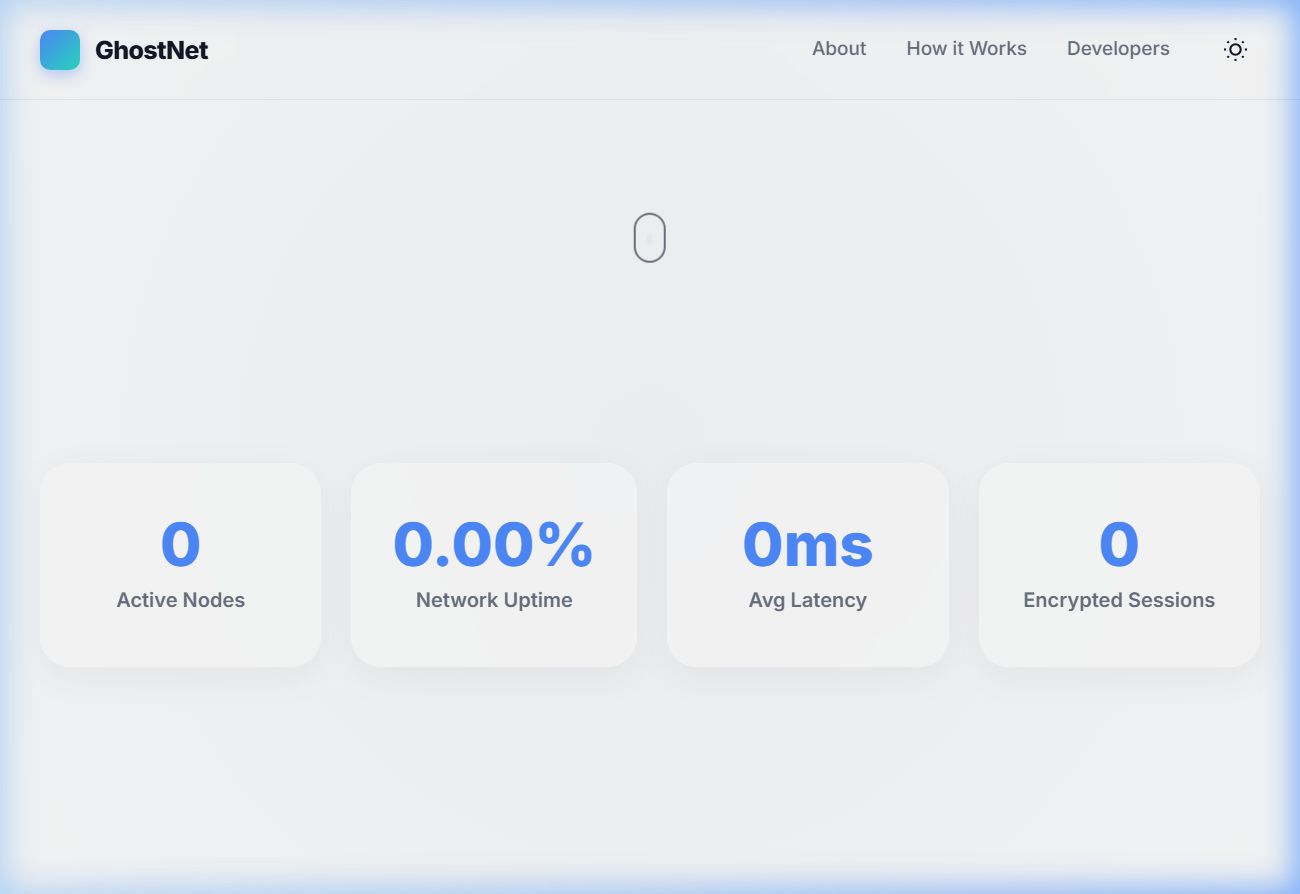 GhostNet
About How it Works Developers
0
Active Nodes
0.00%
Network Uptime
0ms
Avg Latency
0
Encrypted Sessions